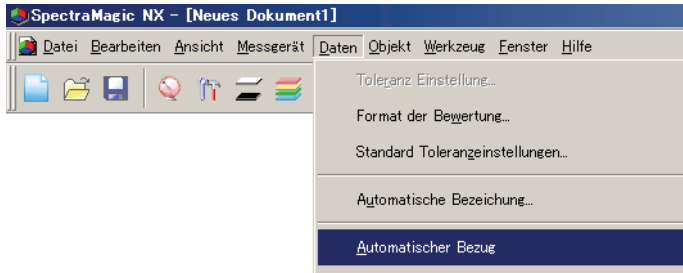 SpectraMagic NX - [Neues Dokument1]
Datei Bearbeiten Ansicht Messgerät Daten Objekt Werkzeug Fenster Hilfe
Toleranz Einstellung...
Format der Bewertung...
Standard Toleranzeinstellungen...
Automatische Bezeichung...
Automatischer Bezug